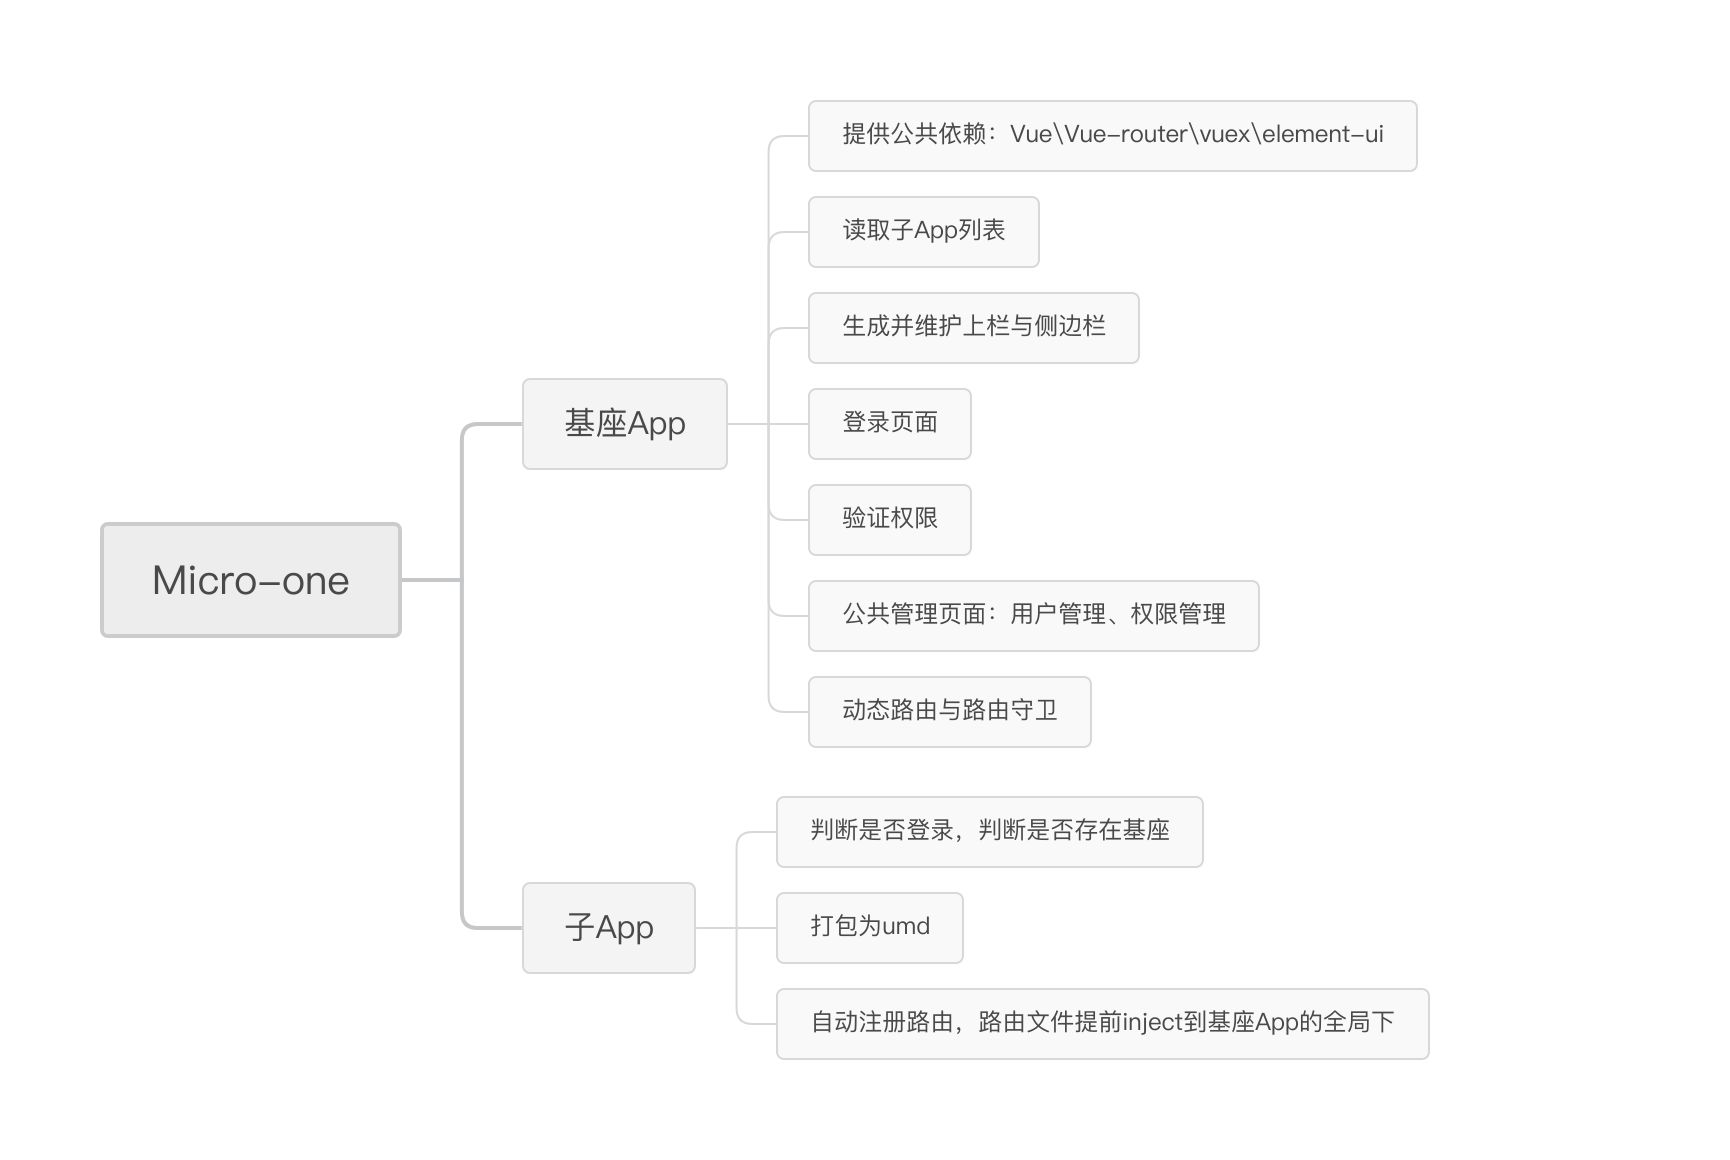 Micro-one
基座App
提供公共依赖：Vue\Vue-router\vuex\element-ui
读取子App列表
生成并维护上栏与侧边栏
登录页面
验证权限
公共管理页面：用户管理、权限管理
动态路由与路由守卫
子App
判断是否登录，判断是否存在基座
打包为umd
自动注册路由，路由文件提前inject到基座App的全局下